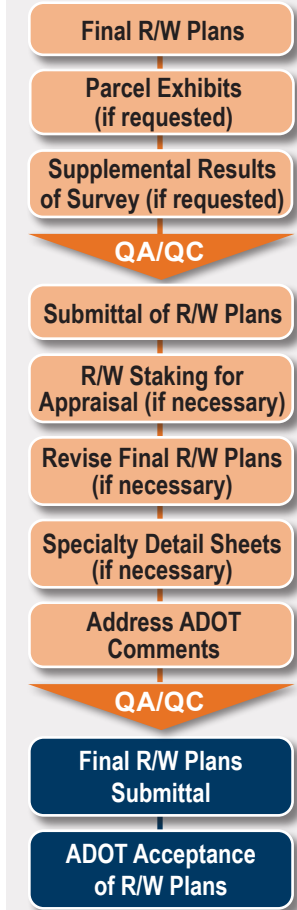 Final R/W Plans
Parcel Exhibits
(if requested)
Supplemental Results
of Survey (if requested)
QA/QC
Submittal of R/W Plans
R/W Staking for
Appraisal (if necessary)
Revise Final R/W Plans
(if necessary)
Specialty Detail Sheets
(if necessary)
Address ADOT
Comments
QA/QC
Final R/W Plans
Submittal
ADOT Acceptance
of R/W Plans